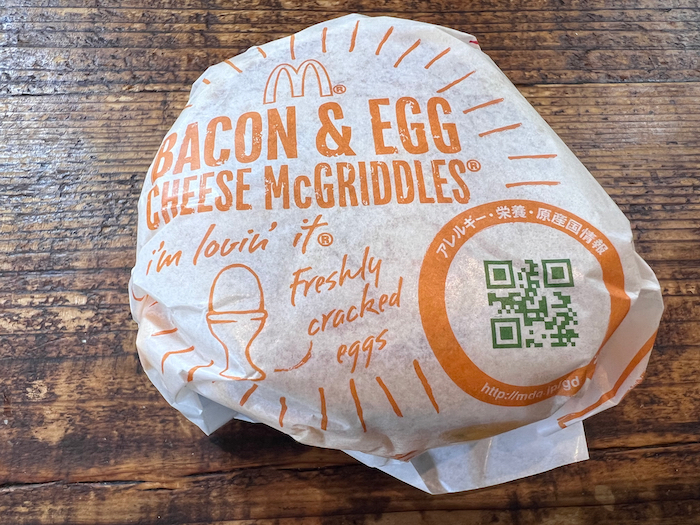 ®
BACON & EGG
CHEESE McGRIDDLES®
i'm lovin' it®
Freshly
cracked
eggs
アレルギー・栄養・原産国情報
http://mdj.jp/gd